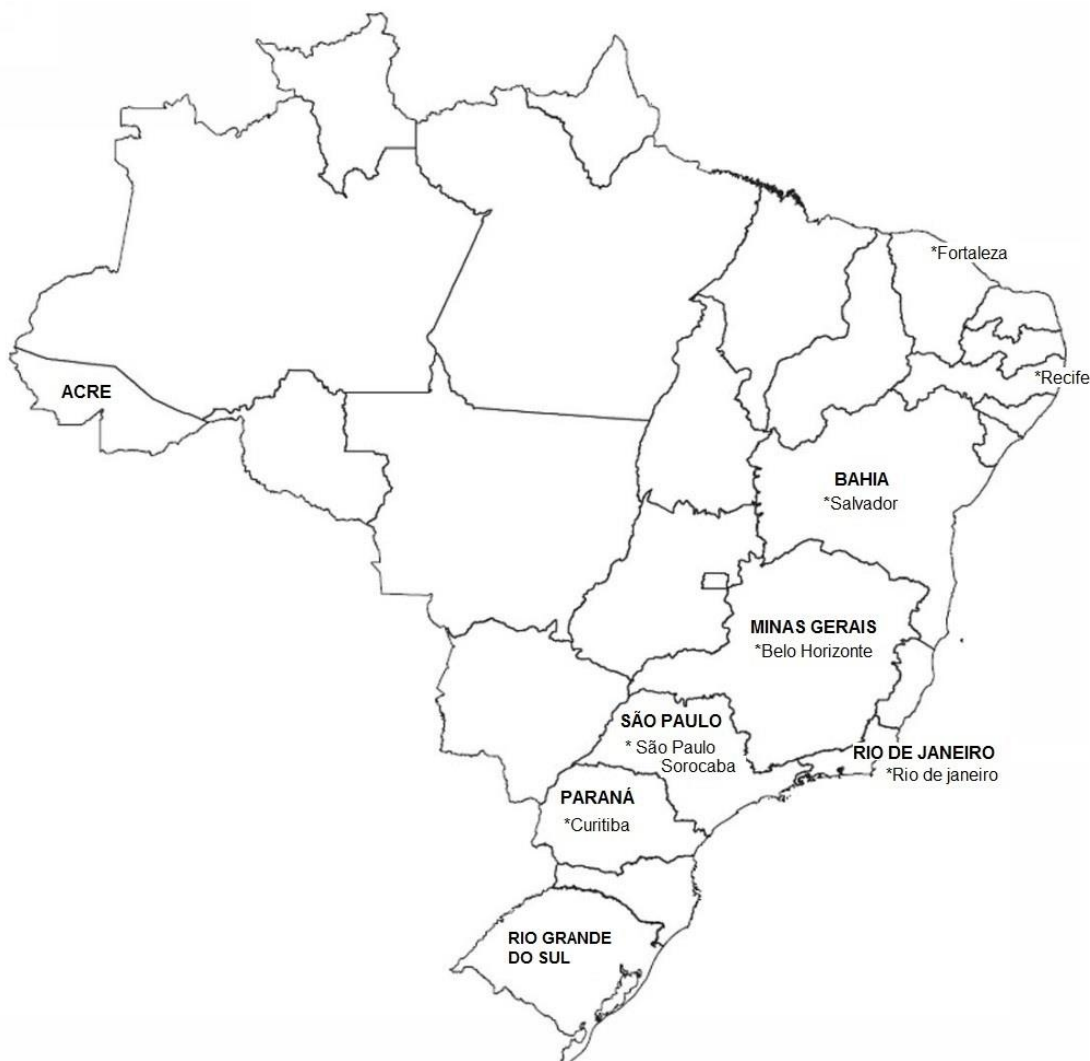 *Fortaleza
*Recife
ACRE
BAHIA
*Salvador
MINAS GERAIS
*Belo Horizonte
SÃO PAULO
* São Paulo
Sorocaba
RIO DE JANEIRO
*Rio de janeiro
PARANÁ
*Curitiba
RIO GRANDE
DO SUL